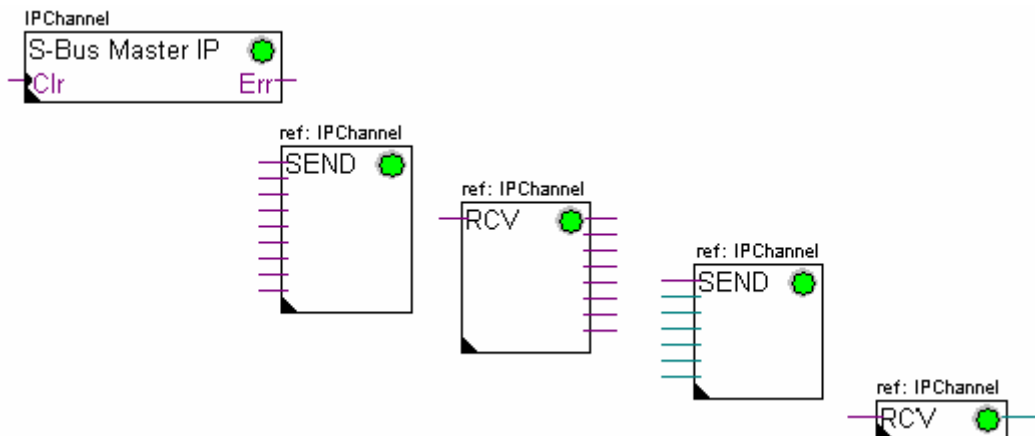 IPChannel
S-Bus Master IP
Clr Err
ref: IPChannel
SEND
ref: IPChannel
RCV
ref: IPChannel
SEND
ref: IPChannel
RCV